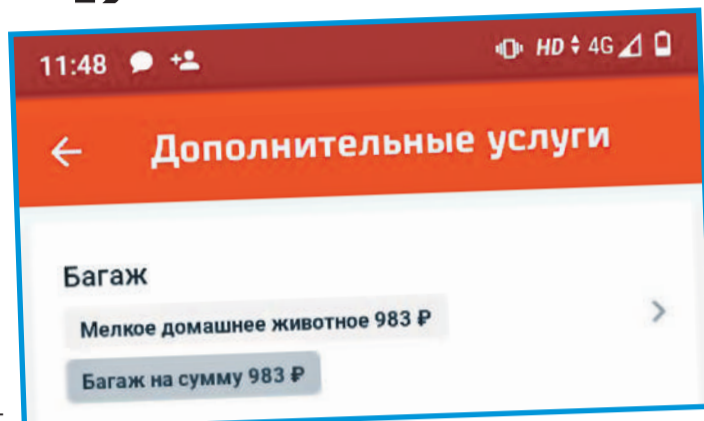 11:48 HD 4G
Дополнительные услуги
Багаж
Мелкое домашнее животное 983 ₽
Багаж на сумму 983 ₽